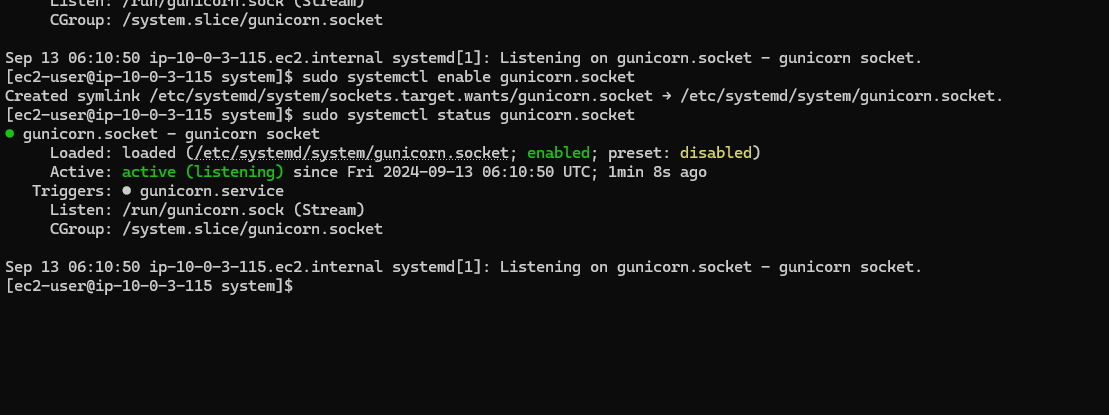 Listen: /run/gunicorn.sock (Stream)
CGroup: /system.slice/gunicorn.socket
Sep 13 06:10:50 ip-10-0-3-115.ec2.internal systemd[1]: Listening on gunicorn.socket - gunicorn socket.
[ec2-user@ip-10-0-3-115 system]$ sudo systemctl enable gunicorn.socket
Created symlink /etc/systemd/system/sockets.target.wants/gunicorn.socket → /etc/systemd/system/gunicorn.socket.
[ec2-user@ip-10-0-3-115 system]$ sudo systemctl status gunicorn.socket
● gunicorn.socket - gunicorn socket
Loaded: loaded (/etc/systemd/system/gunicorn.socket; enabled; preset: disabled)
Active: active (listening) since Fri 2024-09-13 06:10:50 UTC; 1min 8s ago
Triggers: ● gunicorn.service
Listen: /run/gunicorn.sock (Stream)
CGroup: /system.slice/gunicorn.socket
Sep 13 06:10:50 ip-10-0-3-115.ec2.internal systemd[1]: Listening on gunicorn.socket - gunicorn socket.
[ec2-user@ip-10-0-3-115 system]$